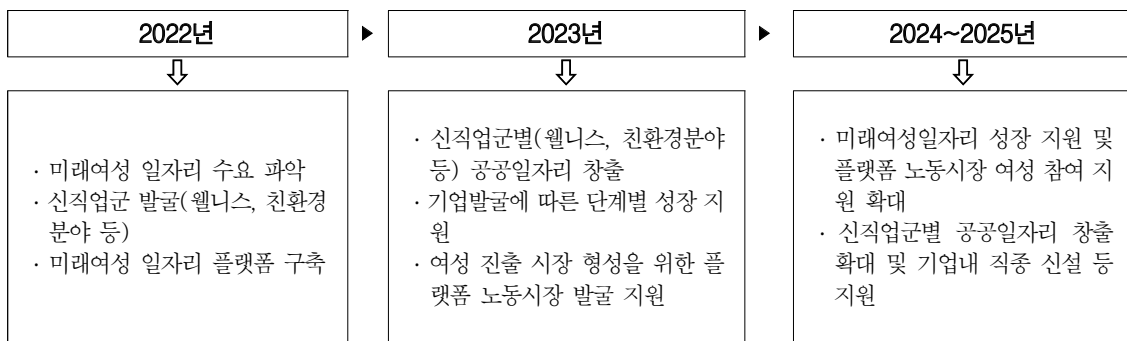 2022년
▶
2023년
▶
2024~2025년
· 미래여성 일자리 수요 파악
· 신직업군 발굴(웰니스, 친환경
분야 등)
· 미래여성 일자리 플랫폼 구축
· 신직업군별(웰니스, 친환경분야
등) 공공일자리 창출
· 기업발굴에 따른 단계별 성장 지
원
· 여성 진출 시장 형성을 위한 플
랫폼 노동시장 발굴 지원
· 미래여성일자리 성장 지원 및
플랫폼 노동시장 여성 참여 지
원 확대
· 신직업군별 공공일자리 창출
확대 및 기업내 직종 신설 등
지원